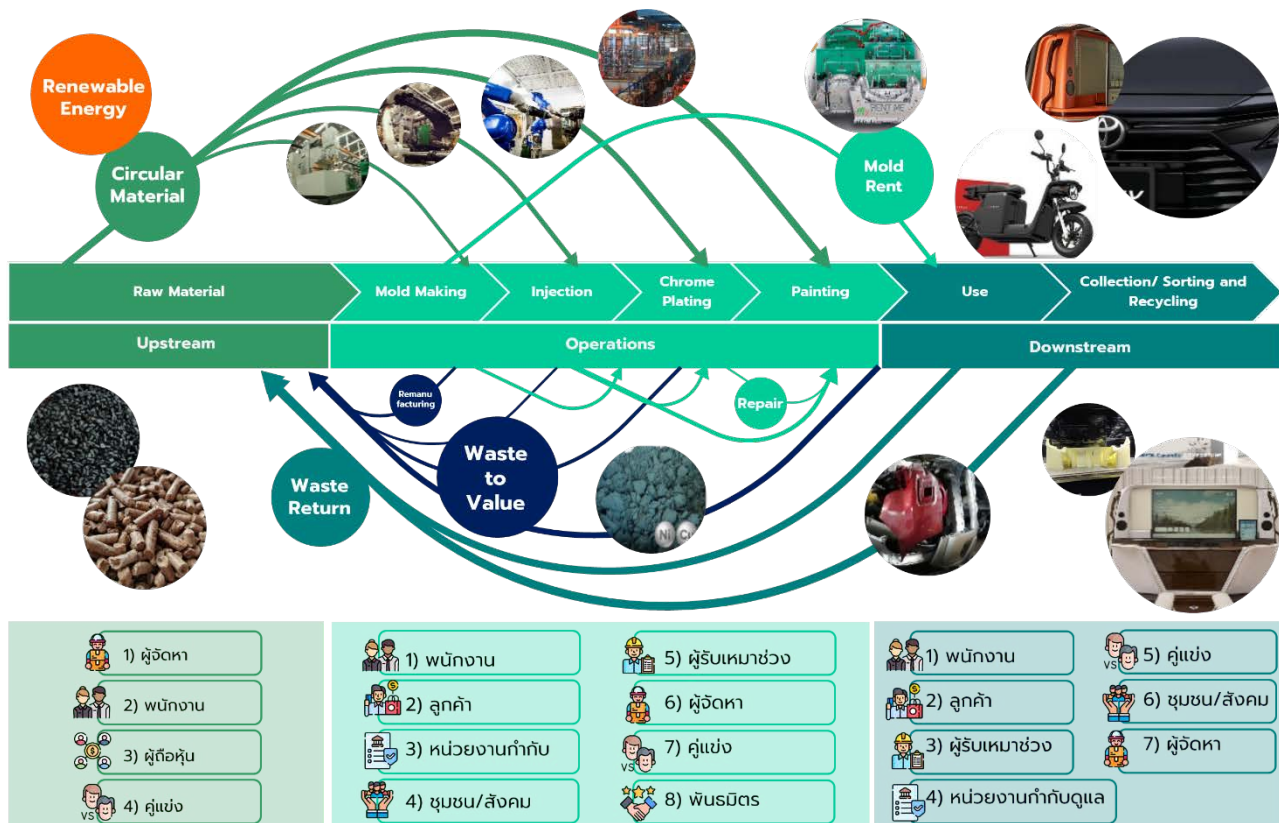 Renewable
Energy
Circular
Material
RENT ME
Mold
Rent
Raw Material
Mold Making
Injection
Chrome
Plating
Painting
Use
Collection/ Sorting and
Recycling
Upstream
Operations
Downstream
Remanu
facturing
Repair
Waste
to
Value
Waste
Return
Ni
Cu
1) ผู้จัดหา
2) พนักงาน
3) ผู้ถือหุ้น
VS
4) คู่แข่ง
1) พนักงาน
2) ลูกค้า
3) หน่วยงานกำกับ
4) ชุมชน/สังคม
5) ผู้รับเหมาช่วง
6) ผู้จัดหา
VS
7) คู่แข่ง
8) พันธมิตร
1) พนักงาน
2) ลูกค้า
3) ผู้รับเหมาช่วง
4) หน่วยงานกำกับดูแล
VS
5) คู่แข่ง
6) ชุมชน/สังคม
7) ผู้จัดหา